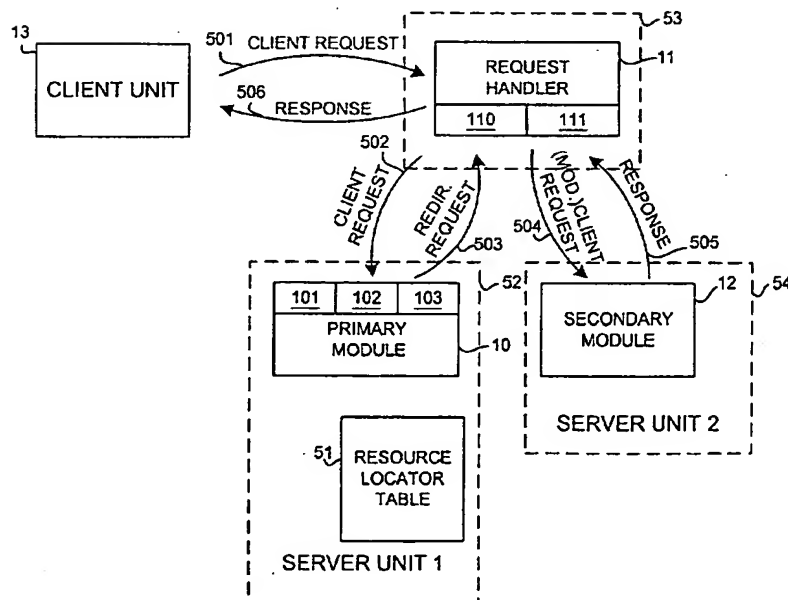 13
CLIENT UNIT
501
CLIENT REQUEST
506
RESPONSE
53
11
REQUEST
HANDLER
110
111
502
CLIENT
REQUEST
REDIR.
REQUEST
503
(MOD.)CLIENT
REQUEST
504
RESPONSE
505
52
101
102
103
PRIMARY
MODULE
10
51
RESOURCE
LOCATOR
TABLE
SERVER UNIT 1
12
54
SECONDARY
MODULE
SERVER UNIT 2